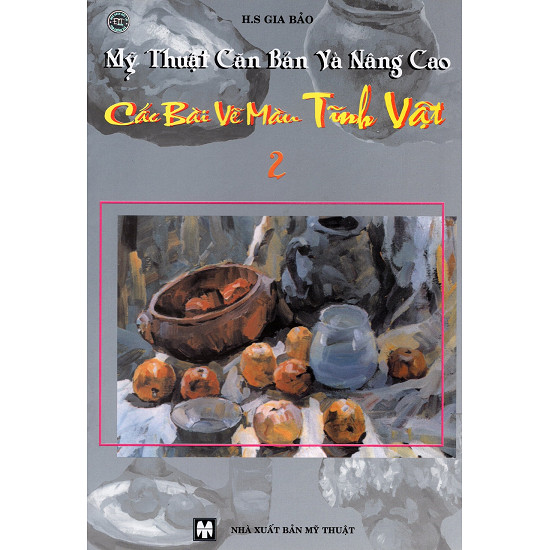 H.S GIA BẢO
Mỹ Thuật Căn Bản Và Nâng Cao
Các Bài Vẽ Màu Tĩnh Vật
2
NHÀ XUẤT BẢN MỸ THUẬT